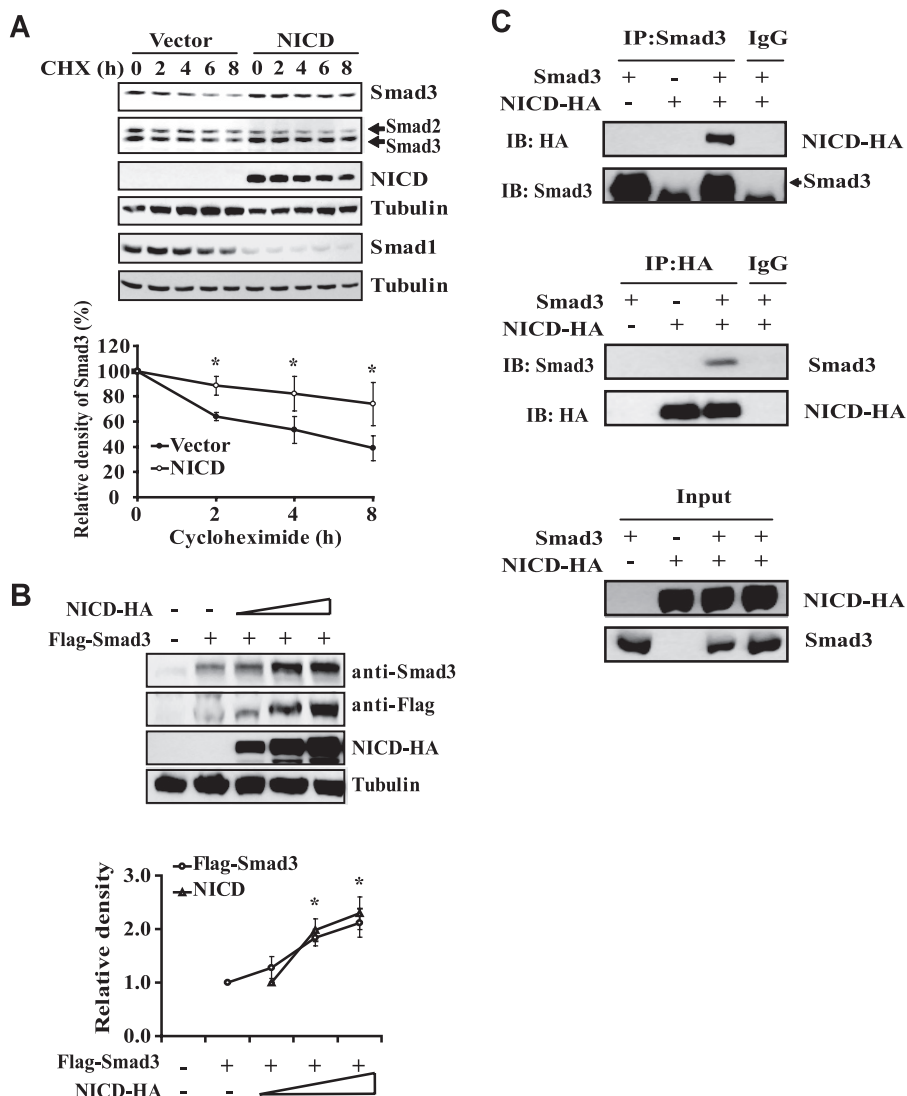 A
Vector NICD
CHX (h) 0 2 4 6 8 0 2 4 6 8
Smad3
Smad2
Smad3
NICD
Tubulin
Smad1
Tubulin
Relative density of Smad3 (%)
120
100
80
60
40
20
0
* * *
Vector
NICD
0 2 4 8
Cycloheximide (h)
B
NICD-HA - -
Flag-Smad3 - + + + +
anti-Smad3
anti-Flag
NICD-HA
Tubulin
Relative density
Flag-Smad3
NICD
3.0
2.0
1.0
0.0
* *
Flag-Smad3 - + + + +
NICD-HA - -
C
IP:Smad3 IgG
Smad3 + - + +
NICD-HA - + + +
IB: HA NICD-HA
IB: Smad3 Smad3
IP:HA IgG
Smad3 + - + +
NICD-HA - + + +
IB: Smad3 Smad3
IB: HA NICD-HA
Input
Smad3 + - + +
NICD-HA - + + +
NICD-HA
Smad3